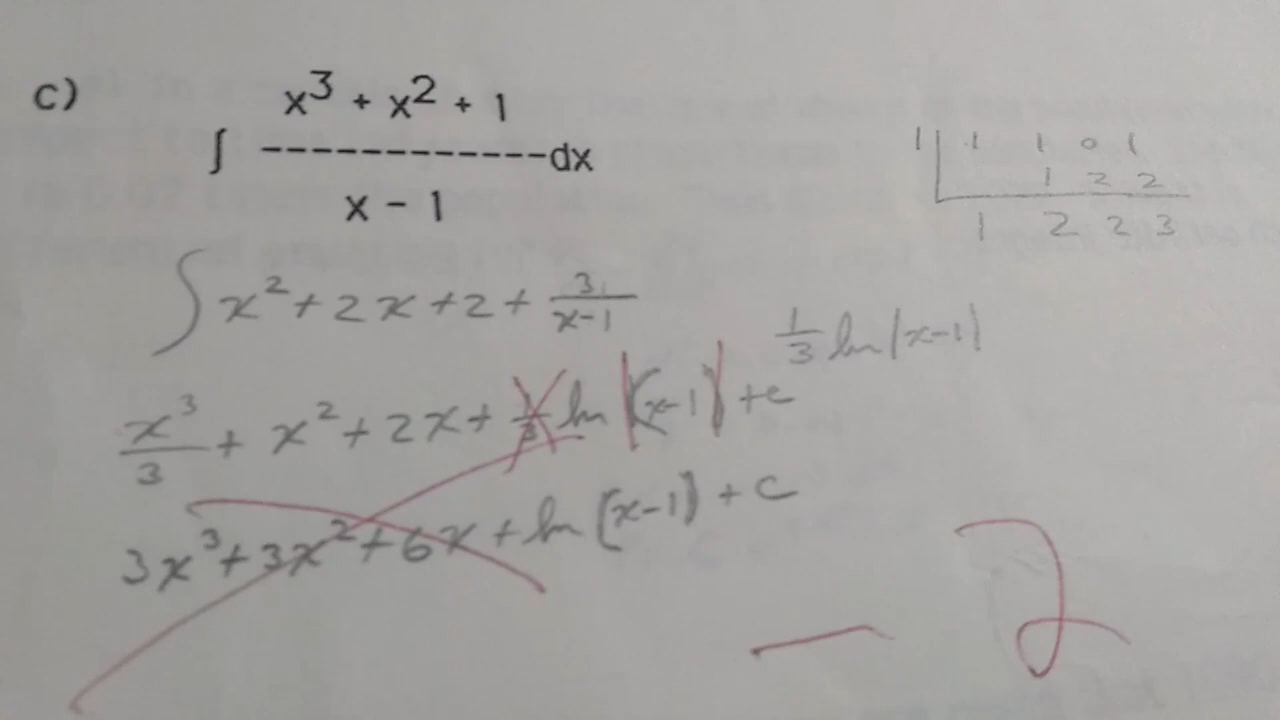 c)
x³ + x² + 1
∫ ------------dx
x - 1
1| 1 1 0 1
1 2 2
1 2 2 3
∫ x² + 2x + 2 + 3/(x-1)
1/3 ln|x-1|
x³/3 + x² + 2x + 1/3 ln |(x-1)| + c
3x³ + 3x² + 6x + ln (x-1) + c
- 2